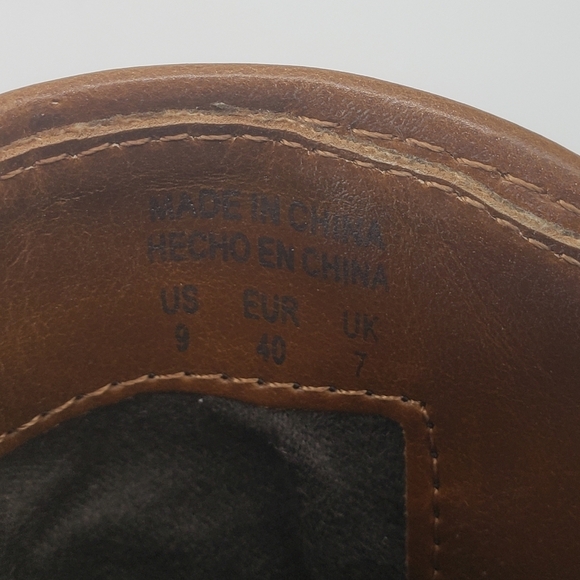 MADE IN CHINA
HECHO EN CHINA
US EUR UK
9 40 7